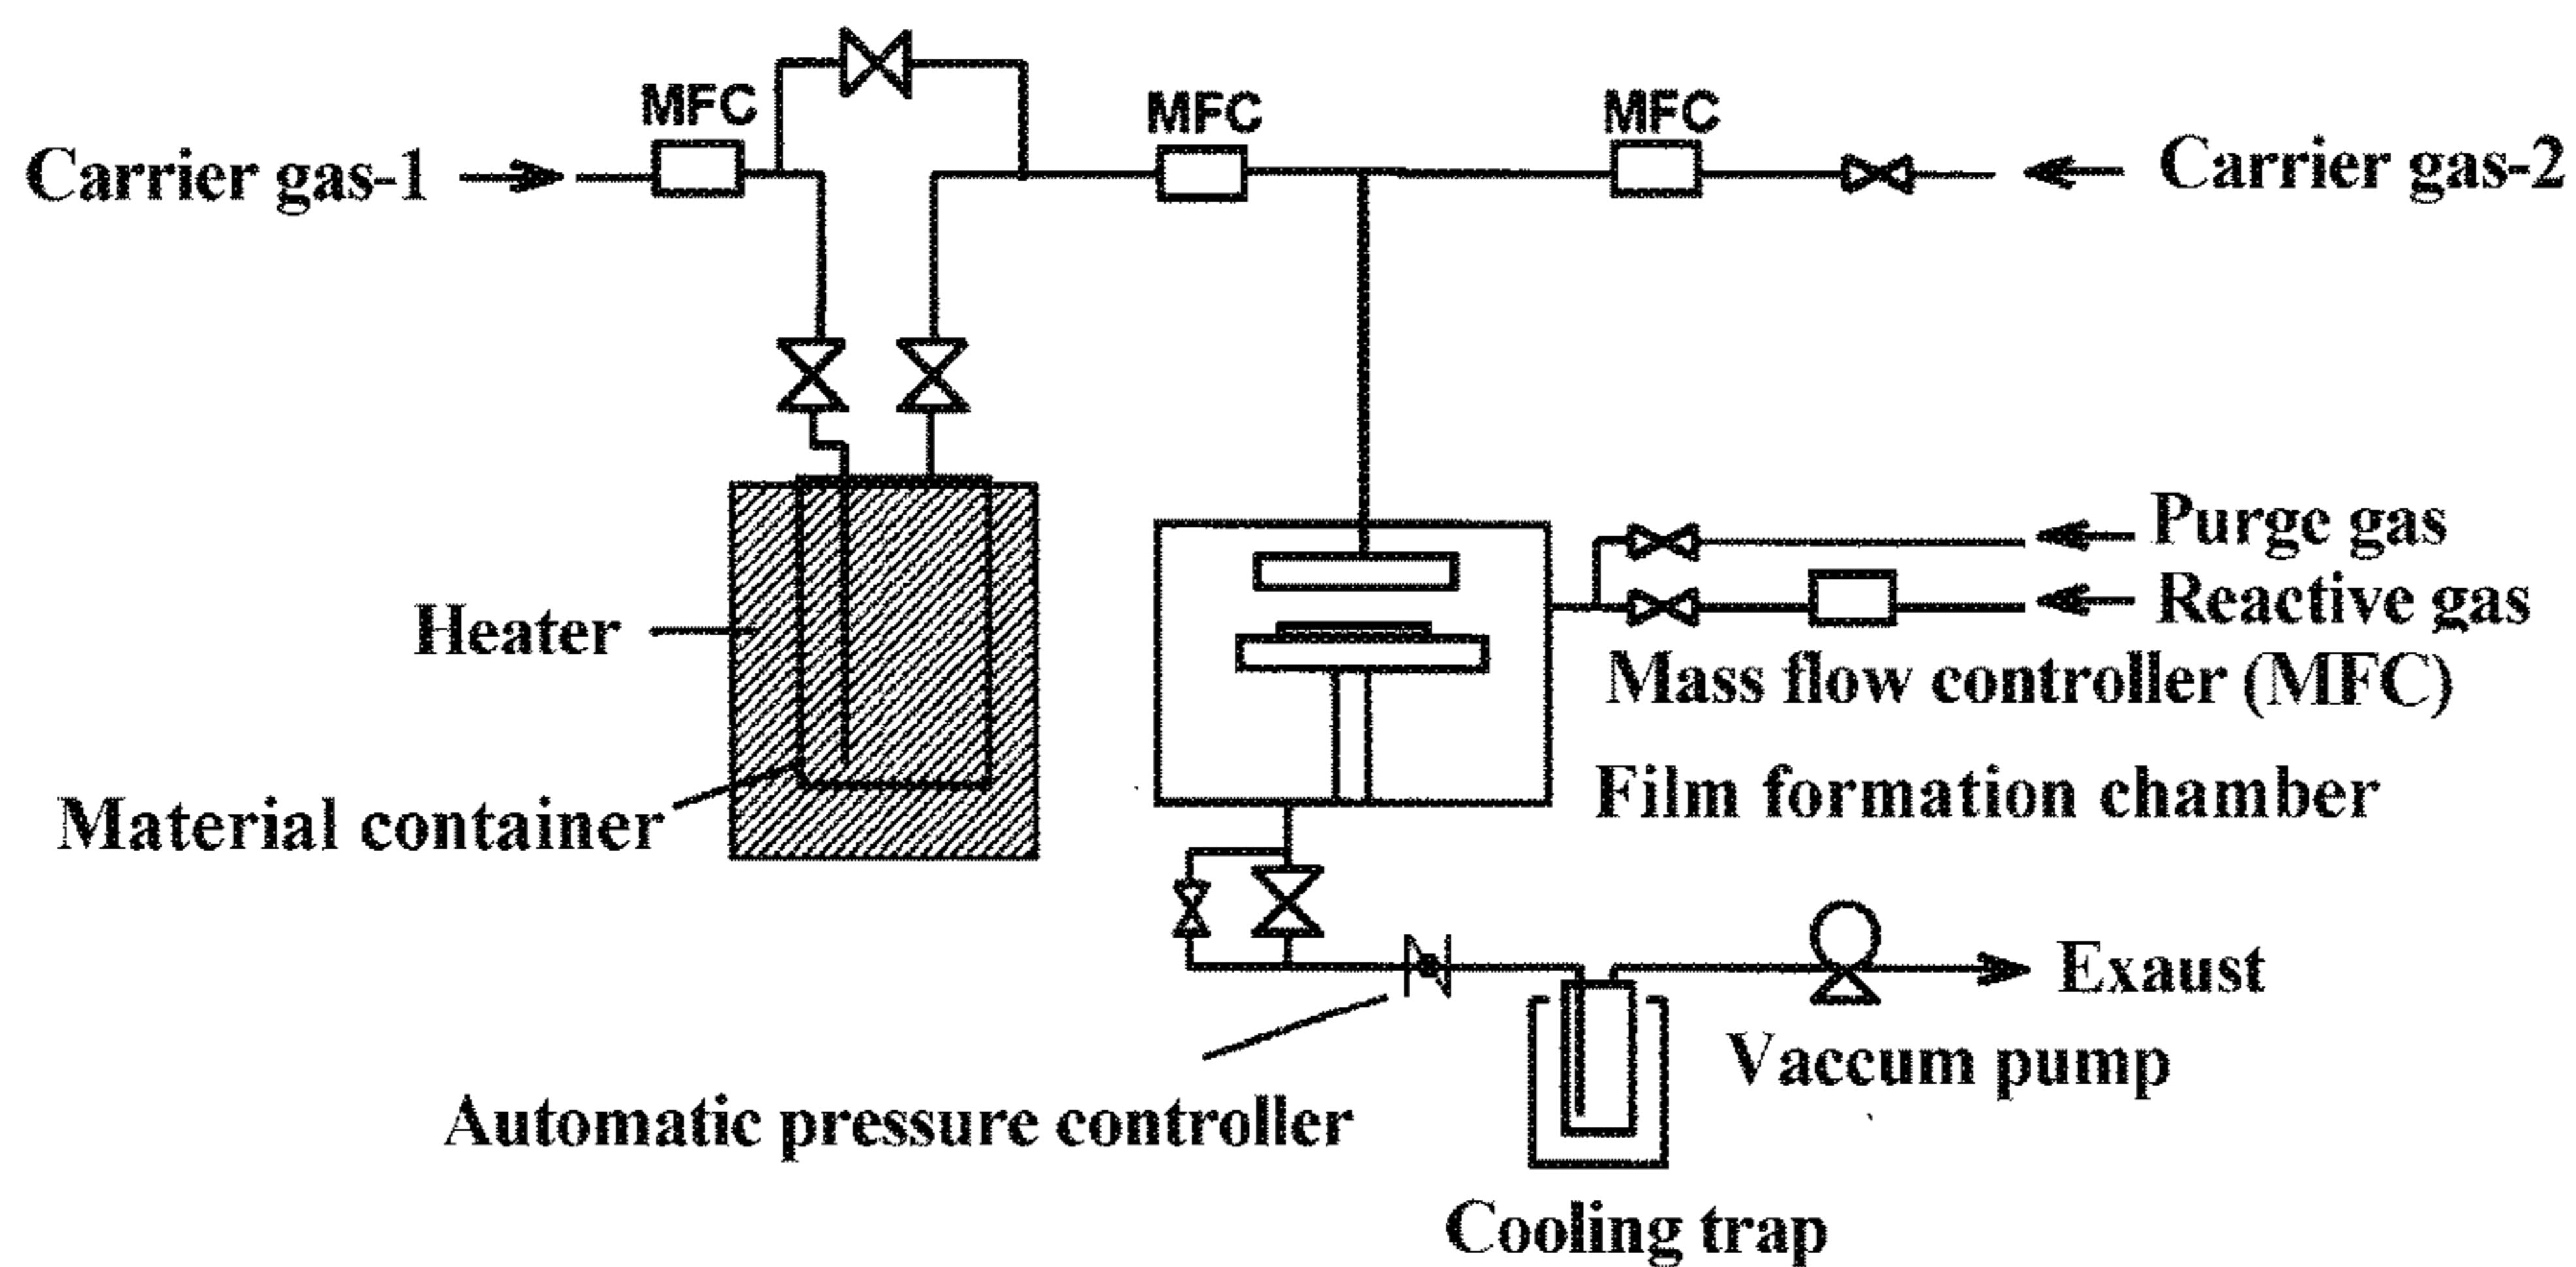 MFC
MFC
MFC
Carrier gas-1
Carrier gas-2
Purge gas
Reactive gas
Heater
Mass flow controller (MFC)
Film formation chamber
Material container
Exaust
Vaccum pump
Automatic pressure controller
Cooling trap